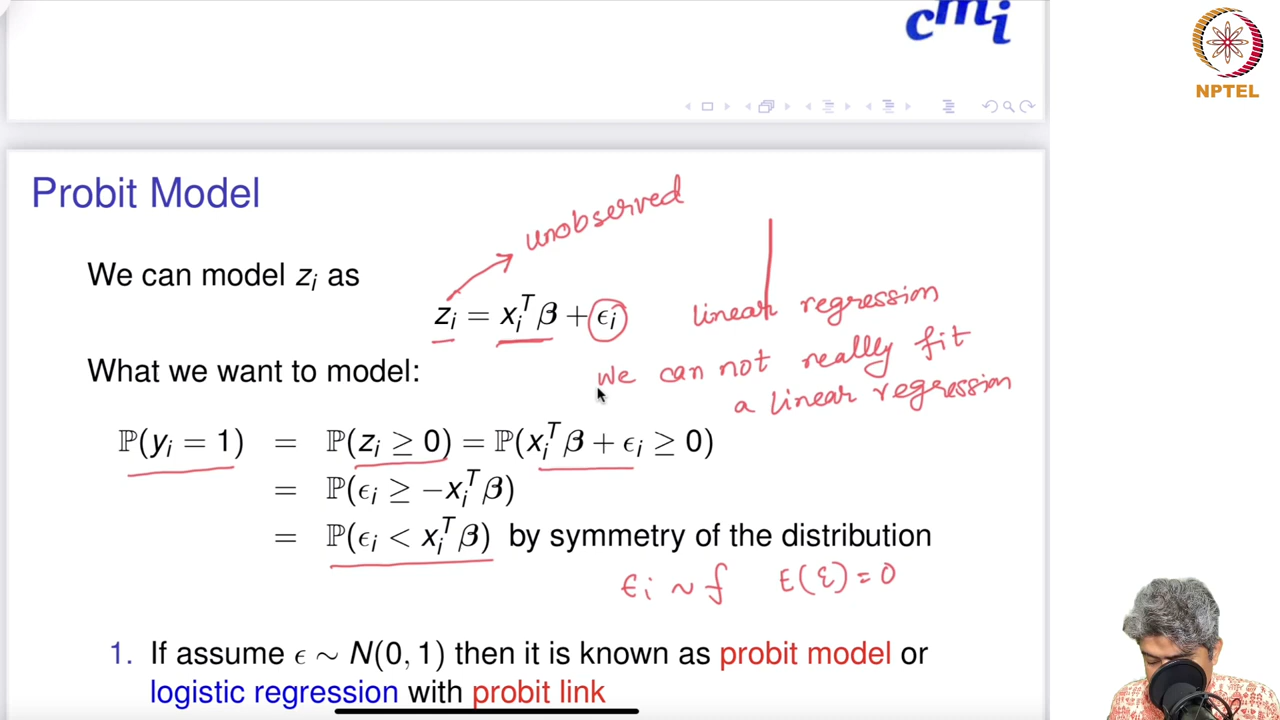 cmi
NPTEL
Probit Model
unobserved
We can model zᵢ as
zᵢ = xᵢᵀβ + ϵᵢ
linear regression
What we want to model:
we can not really fit
a linear regression
ℙ(yᵢ = 1) = ℙ(zᵢ ≥ 0) = ℙ(xᵢᵀβ + ϵᵢ ≥ 0)
= ℙ(ϵᵢ ≥ −xᵢᵀβ)
= ℙ(ϵᵢ < xᵢᵀβ) by symmetry of the distribution
ϵᵢ ~ f E(ε) = 0
1. If assume ϵ ∼ N(0, 1) then it is known as probit model or
logistic regression with probit link